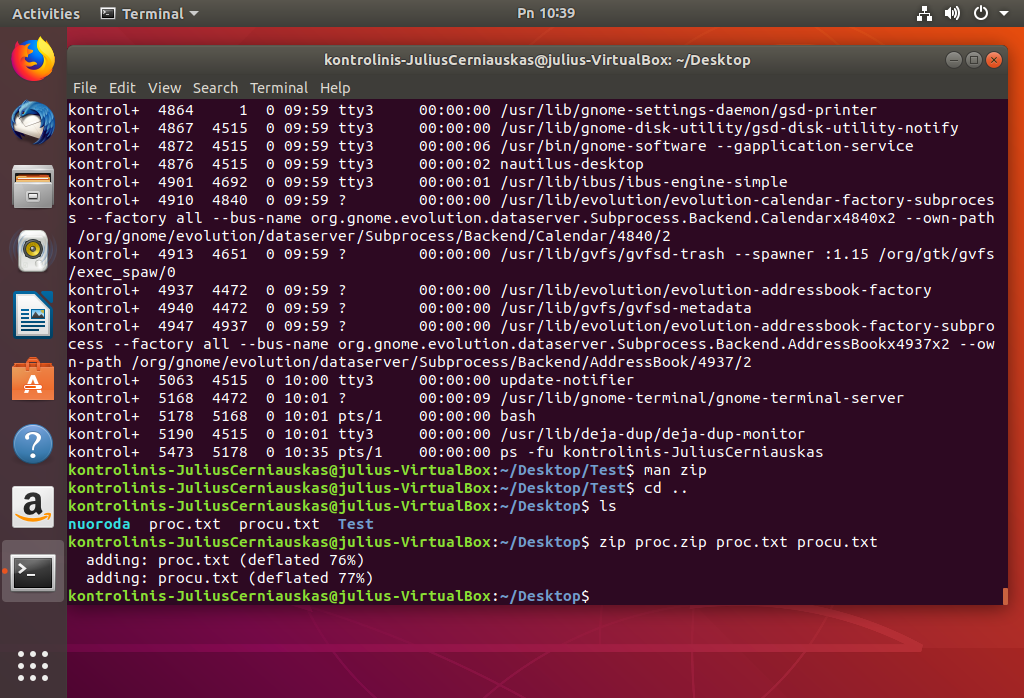 Activities Terminal Pn 10:39
kontrolinis-JuliusCerniauskas@julius-VirtualBox: ~/Desktop
File Edit View Search Terminal Help
kontrol+  4864     1  0 09:59 tty3     00:00:00 /usr/lib/gnome-settings-daemon/gsd-printer
kontrol+  4867  4515  0 09:59 tty3     00:00:00 /usr/lib/gnome-disk-utility/gsd-disk-utility-notify
kontrol+  4872  4515  0 09:59 tty3     00:00:06 /usr/bin/gnome-software --gapplication-service
kontrol+  4876  4515  0 09:59 tty3     00:00:02 nautilus-desktop
kontrol+  4901  4692  0 09:59 tty3     00:00:01 /usr/lib/ibus/ibus-engine-simple
kontrol+  4910  4840  0 09:59 ?        00:00:00 /usr/lib/evolution/evolution-calendar-factory-subproces
s --factory all --bus-name org.gnome.evolution.dataserver.Subprocess.Backend.Calendarx4840x2 --own-path
 /org/gnome/evolution/dataserver/Subprocess/Backend/Calendar/4840/2
kontrol+  4913  4651  0 09:59 ?        00:00:00 /usr/lib/gvfs/gvfsd-trash --spawner :1.15 /org/gtk/gvfs
/exec_spaw/0
kontrol+  4937  4472  0 09:59 ?        00:00:00 /usr/lib/evolution/evolution-addressbook-factory
kontrol+  4940  4472  0 09:59 ?        00:00:00 /usr/lib/gvfs/gvfsd-metadata
kontrol+  4947  4937  0 09:59 ?        00:00:00 /usr/lib/evolution/evolution-addressbook-factory-subpro
cess --factory all --bus-name org.gnome.evolution.dataserver.Subprocess.Backend.AddressBookx4937x2 --ow
n-path /org/gnome/evolution/dataserver/Subprocess/Backend/AddressBook/4937/2
kontrol+  5063  4515  0 10:00 tty3     00:00:00 update-notifier
kontrol+  5168  4472  0 10:01 ?        00:00:09 /usr/lib/gnome-terminal/gnome-terminal-server
kontrol+  5178  5168  0 10:01 pts/1    00:00:00 bash
kontrol+  5190  4515  0 10:01 tty3     00:00:00 /usr/lib/deja-dup/deja-dup-monitor
kontrol+  5473  5178  0 10:35 pts/1    00:00:00 ps -fu kontrolinis-JuliusCerniauskas
kontrolinis-JuliusCerniauskas@julius-VirtualBox:~/Desktop/Test$ man zip
kontrolinis-JuliusCerniauskas@julius-VirtualBox:~/Desktop/Test$ cd ..
kontrolinis-JuliusCerniauskas@julius-VirtualBox:~/Desktop$ ls
nuoroda  proc.txt  procu.txt  Test
kontrolinis-JuliusCerniauskas@julius-VirtualBox:~/Desktop$ zip proc.zip proc.txt procu.txt
  adding: proc.txt (deflated 76%)
  adding: procu.txt (deflated 77%)
kontrolinis-JuliusCerniauskas@julius-VirtualBox:~/Desktop$